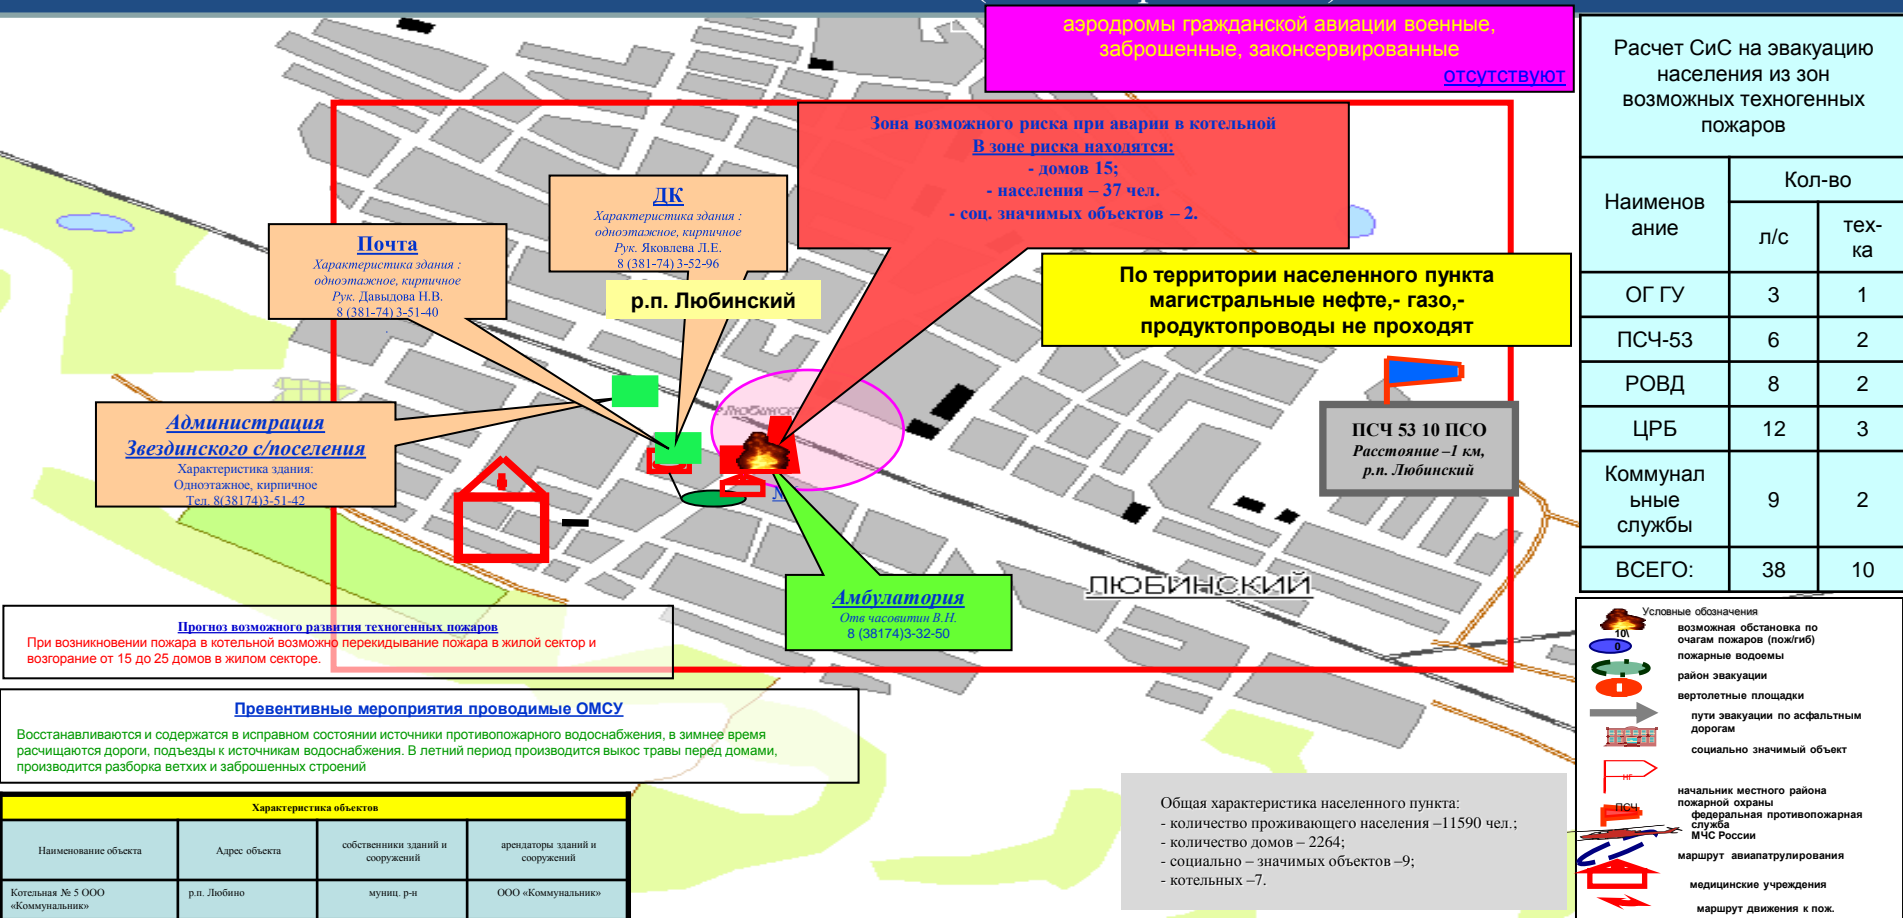 аэродромы гражданской авиации военные,
заброшенные, законсервированные
отсутствуют
Расчет СиС на эвакуацию
населения из зон
возможных техногенных
пожаров
Наименов
ание
Кол-во
л/с
тех-
ка
ОГ ГУ 3 1
ПСЧ-53 6 2
РОВД 8 2
ЦРБ 12 3
Коммунал
ьные
службы
9 2
ВСЕГО: 38 10
Зона возможного риска при аварии в котельной
В зоне риска находятся:
- домов 15;
- населения – 37 чел.
- соц. значимых объектов – 2.
ДК
Характеристика здания :
одноэтажное, кирпичное
Рук. Яковлева Л.Е.
8 (381-74) 3-52-96
Почта
Характеристика здания :
одноэтажное, кирпичное
Рук. Давыдова Н.В.
8 (381-74) 3-51-40
.
р.п. Любинский
По территории населенного пункта
магистральные нефте,- газо,-
продуктопроводы не проходят
Администрация
Звездинского с/поселения
Характеристика здания:
Одноэтажное, кирпичное
Тел. 8(38174)3-51-42
ПСЧ 53 10 ПСО
Расстояние –1 км,
р.п. Любинский
Амбулатория
Отв часовитин В.Н.
8 (38174)3-32-50
ЛЮБИНСКИЙ
Прогноз возможного развития техногенных пожаров
При возникновении пожара в котельной возможно перекидывание пожара в жилой сектор и
возгорание от 15 до 25 домов в жилом секторе.
Превентивные мероприятия проводимые ОМСУ
Восстанавливаются и содержатся в исправном состоянии источники противопожарного водоснабжения, в зимнее время
расчищаются дороги, подъезды к источникам водоснабжения. В летний период производится выкос травы перед домами,
производится разборка ветхих и заброшенных строений
Характеристика объектов
Наименование объекта
Адрес объекта
собственники зданий и
сооружений
арендаторы зданий и
сооружений
Котельная № 5 ООО
«Коммунальник»
р.п. Любино
муниц. р-н
ООО «Коммунальник»
Общая характеристика населенного пункта:
- количество проживающего населения –11590 чел.;
- количество домов – 2264;
- социально – значимых объектов –9;
- котельных –7.
Условные обозначения
возможная обстановка по
очагам пожаров (пож/гиб)
10\
0
пожарные водоемы
район эвакуации
вертолетные площадки
пути эвакуации по асфальтным
дорогам
социально значимый объект
НГ
начальник местного района
пожарной охраны
ПСЧ
федеральная противопожарная
служба
МЧС России
маршрут авиапатрулирования
медицинские учреждения
маршрут движения к пож.